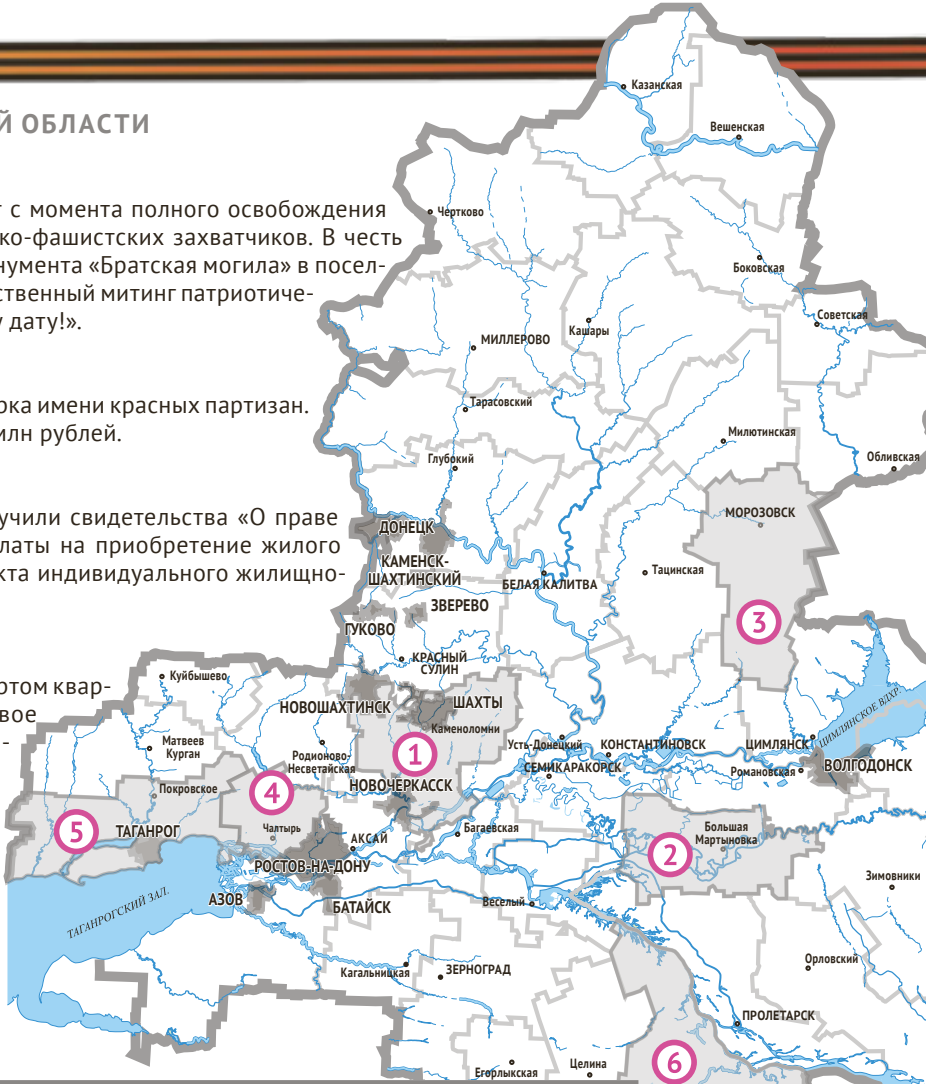 Й ОБЛАСТИ
т с момента полного освобождения
ко-фашистских захватчиков. В честь
нумента «Братская могила» в посел-
ственный митинг патриотиче-
у дату!».
рка имени красных партизан.
млн рублей.
учили свидетельства «О праве
латы на приобретение жилого
кта индивидуального жилищно-
ртом квар-
вое
-
Казанская
Вешенская
Чертково
Боковская
Советская
Кашары
МИЛЛЕРОВО
Тарасовский
Милютинская
Глубокий
Обливская
МОРОЗОВСК
ДОНЕЦК
КАМЕНСК-
ШАХТИНСКИЙ
БЕЛАЯ КАЛИТВА
Тацинская
ЗВЕРЕВО
3
ГУКОВО
КРАСНЫЙ
СУЛИН
Куйбышево
НОВОШАХТИНСК
ШАХТЫ
Каменоломни
ЦИМЛЯНСКОЕ ВДХР.
Матвеев
Курган
Родионово-
Несветайская
1
Усть-Донецкий
КОНСТАНТИНОВСК
ЦИМЛЯНСК
ВОЛГОДОНСК
СЕМИКАРАКОРСК
Романовская
Покровское
4
НОВОЧЕРКАССК
5
ТАГАНРОГ
Чалтырь
АКСАЙ
Багаевская
Большая
Мартыновка
2
РОСТОВ-НА-ДОНУ
Зимовники
ТАГАНРОГСКИЙ ЗАЛ.
АЗОВ
БАТАЙСК
Веселый
Кагальницкая
ЗЕРНОГРАД
Орловский
ПРОЛЕТАРСК
Егорлыкская
Целина
6